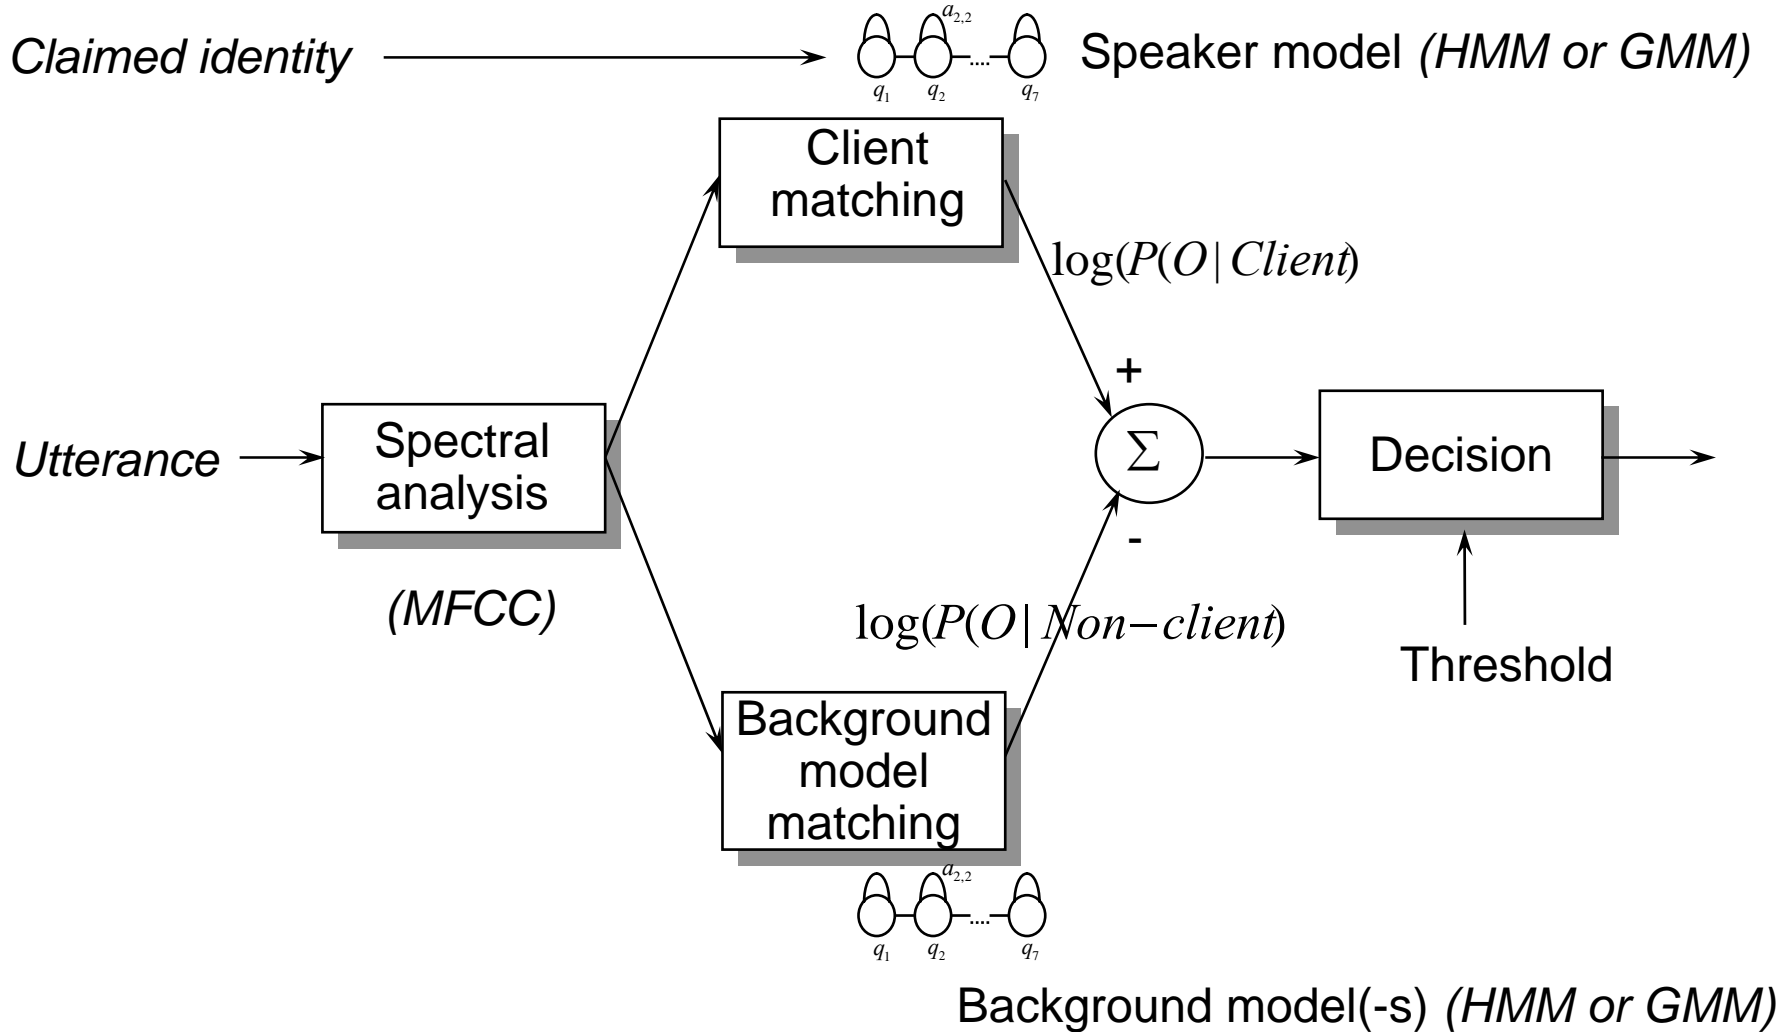 Claimed identity
a2,2
....
q1 q2 q7
Speaker model (HMM or GMM)
Client
matching
log(P(O | Client)
+
Utterance
Spectral
analysis
Σ
Decision
-
(MFCC)
log(P(O | Non−client)
Threshold
Background
model
matching
a2,2
....
q1 q2 q7
Background model(-s) (HMM or GMM)